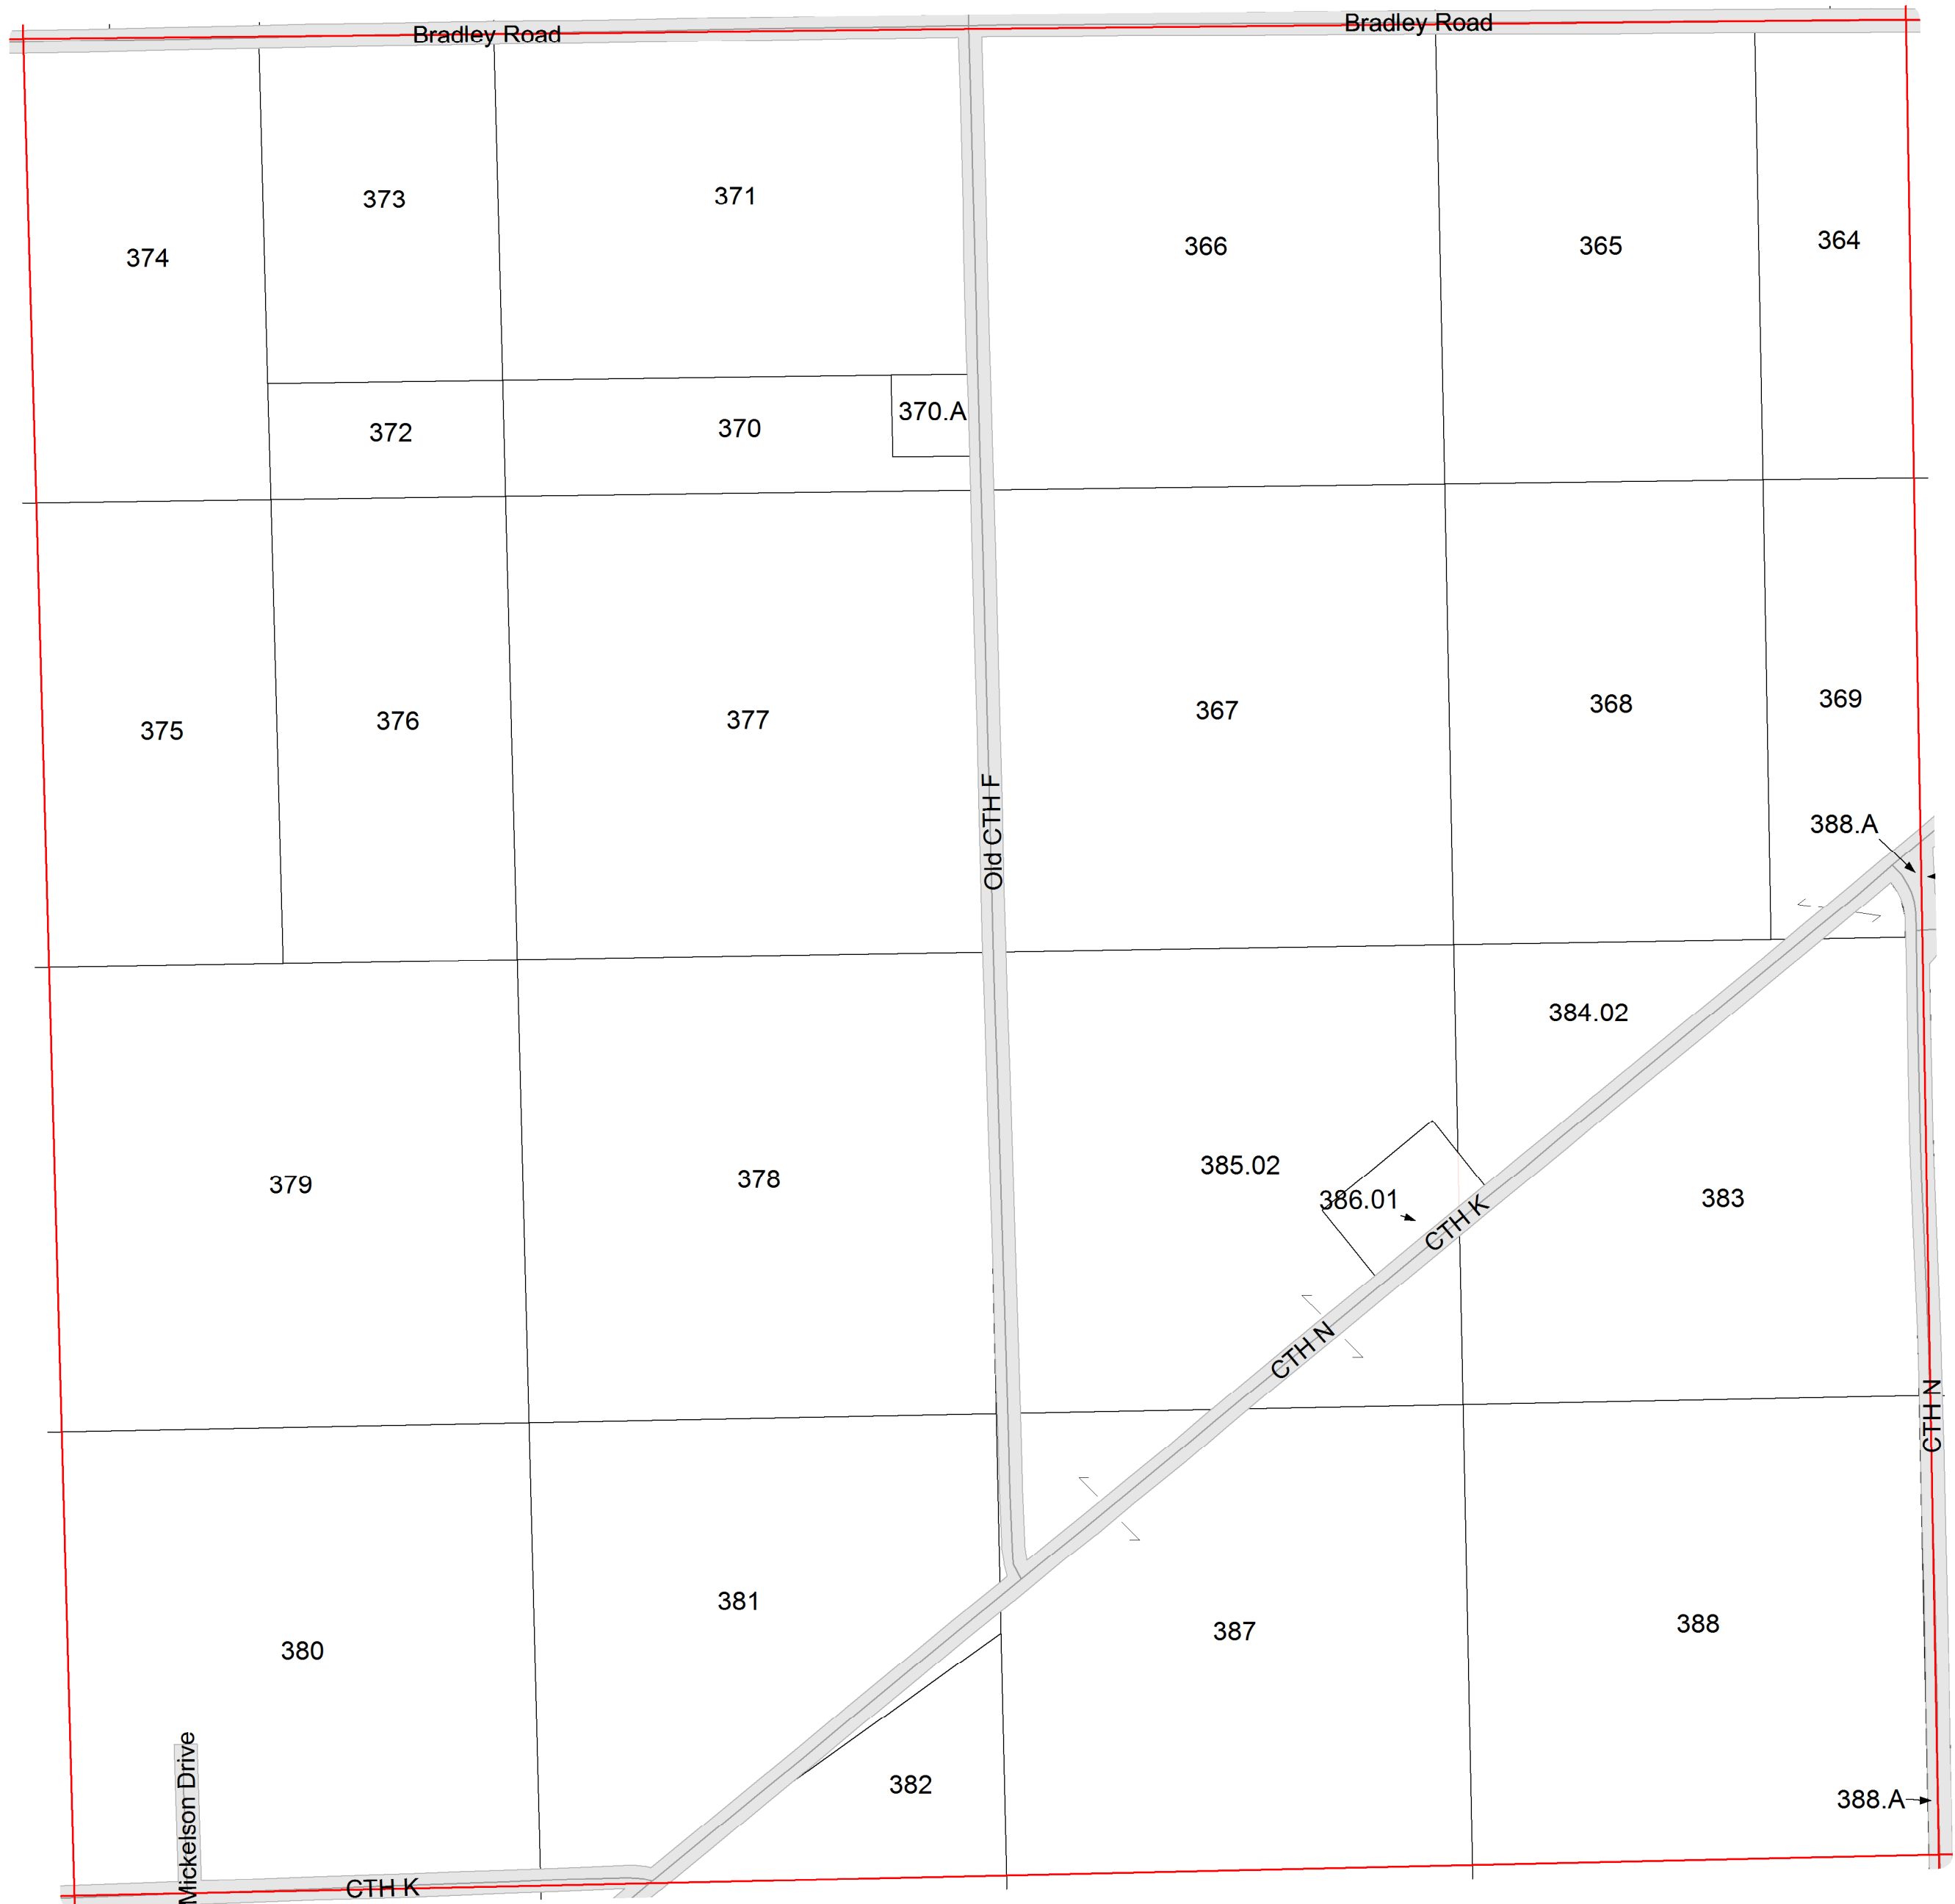 Bradley Road
Bradley Road
374
373
371
366
365
364
372
370
370.A
375
376
377
Old CTH F
367
368
369
388.A
384.02
379
378
385.02
386.01
CTH K
383
CTH N
CTH N
380
381
387
388
382
388.A
Mickelson Drive
CTH K